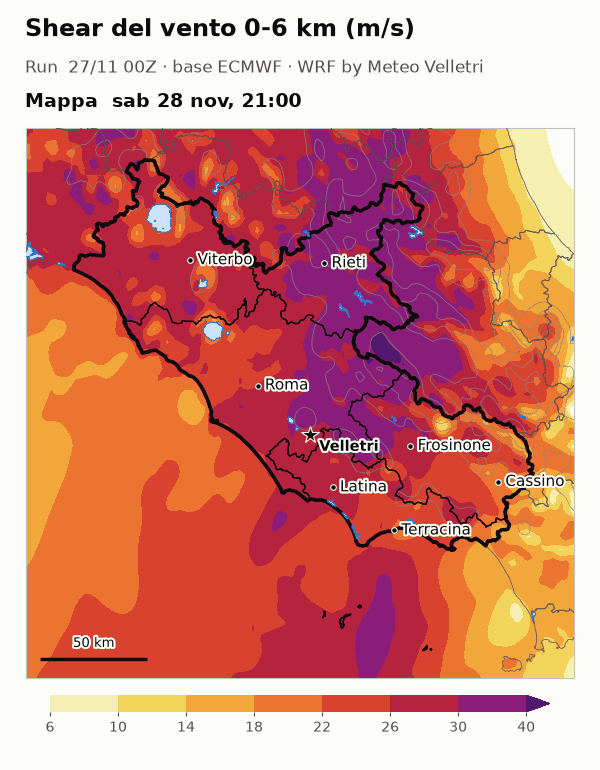 Shear del vento 0-6 km (m/s)
Run 27/11 00Z · base ECMWF · WRF by Meteo Velletri
Mappa sab 28 nov, 21:00
Viterbo
Rieti
Roma
Velletri
Frosinone
Latina
Cassino
Terracina
50 km
6 10 14 18 22 26 30 40